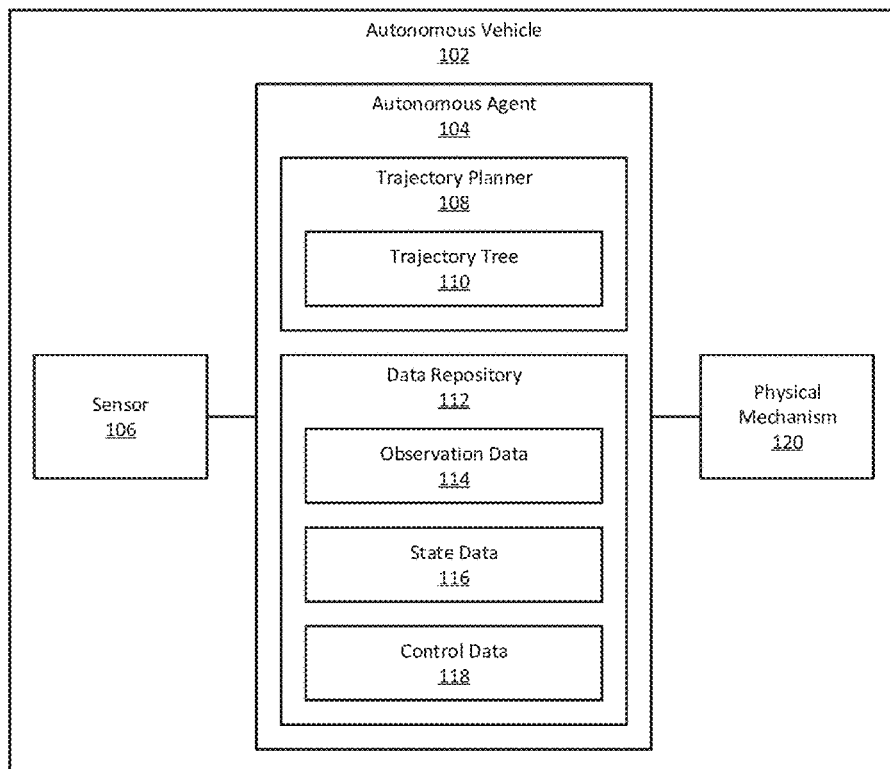 Autonomous Vehicle
102
Autonomous Agent
104
Trajectory Planner
108
Trajectory Tree
110
Sensor
106
Data Repository
112
Observation Data
114
State Data
116
Control Data
118
Physical
Mechanism
120